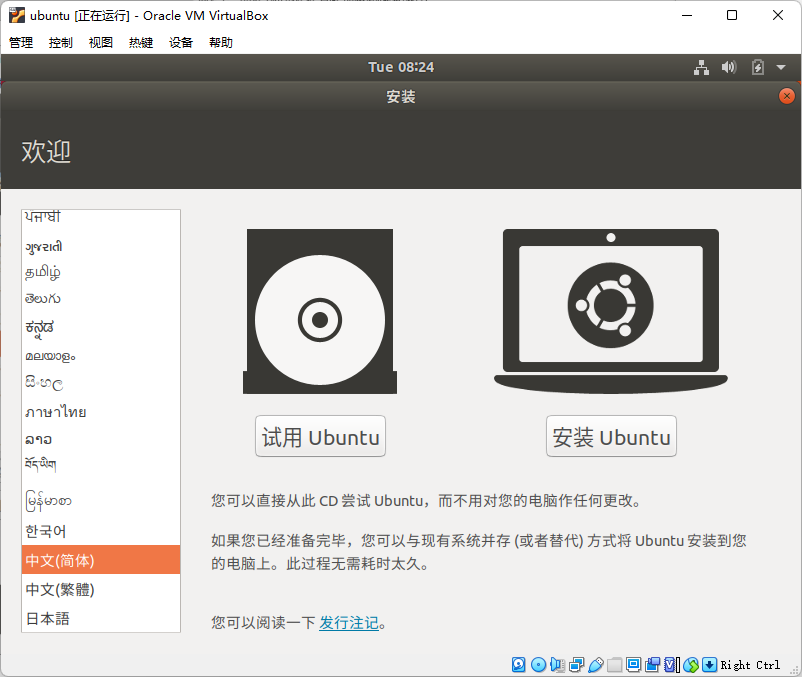 ubuntu [正在运行] - Oracle VM VirtualBox
管理 控制 视图 热键 设备 帮助
Tue 08:24
安装
欢迎
ਪੰਜਾਬੀ
ગુજરાતી
தமிழ்
తెలుగు
ಕನ್ನಡ
മലയാളം
සිංහල
ภาษาไทย
ລາວ
བོད་ཡིག
မြန်မာစာ
한국어
中文(简体)
中文(繁體)
日本語
试用 Ubuntu
安装 Ubuntu
您可以直接从此 CD 尝试 Ubuntu，而不用对您的电脑作任何更改。
如果您已经准备完毕，您可以与现有系统并存 (或者替代) 方式将 Ubuntu 安装到您
的电脑上。此过程无需耗时太久。
您可以阅读一下 发行注记。
Right Ctrl